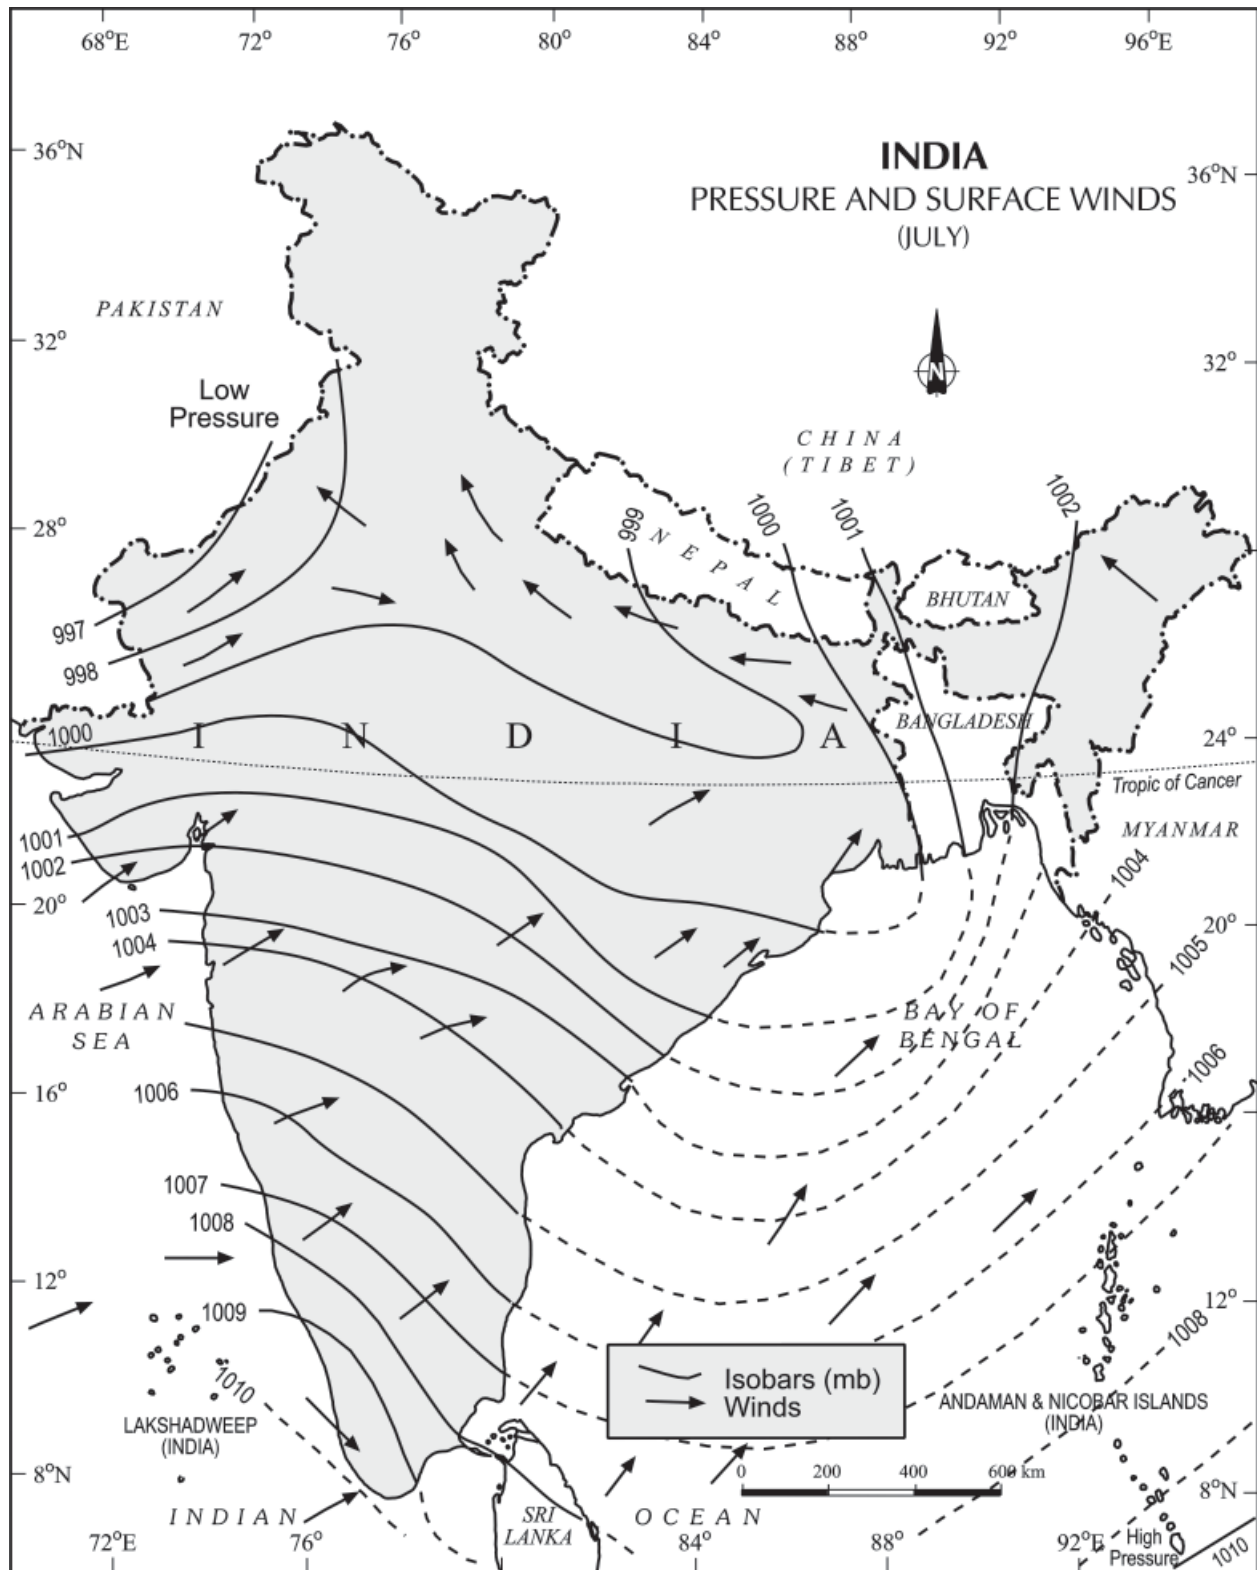 68°E 72° 76° 80° 84° 88° 92° 96°E
36°N
INDIA
36°N
PRESSURE AND SURFACE WINDS
(JULY)
PAKISTAN
32°
32°
N
Low
Pressure
CHINA
(TIBET)
1000
1001
1002
999
28°
NEPAL
BHUTAN
997
998
1000
INDIA
BANGLADESH
24°
Tropic of Cancer
1001
MYANMAR
1002
1004
20°
1003
20°
1004
1005
ARABIAN
SEA
BAY OF
BENGAL
1006
16°
1006
1007
1008
12°
12°
1009
1008
1010
Isobars (mb)
Winds
LAKSHADWEEP
(INDIA)
ANDAMAN & NICOBAR ISLANDS
(INDIA)
8°N
0 200 400 600 km
8°N
INDIAN
SRI
LANKA
OCEAN
High
Pressure
1010
72°E 76° 84° 88° 92°E